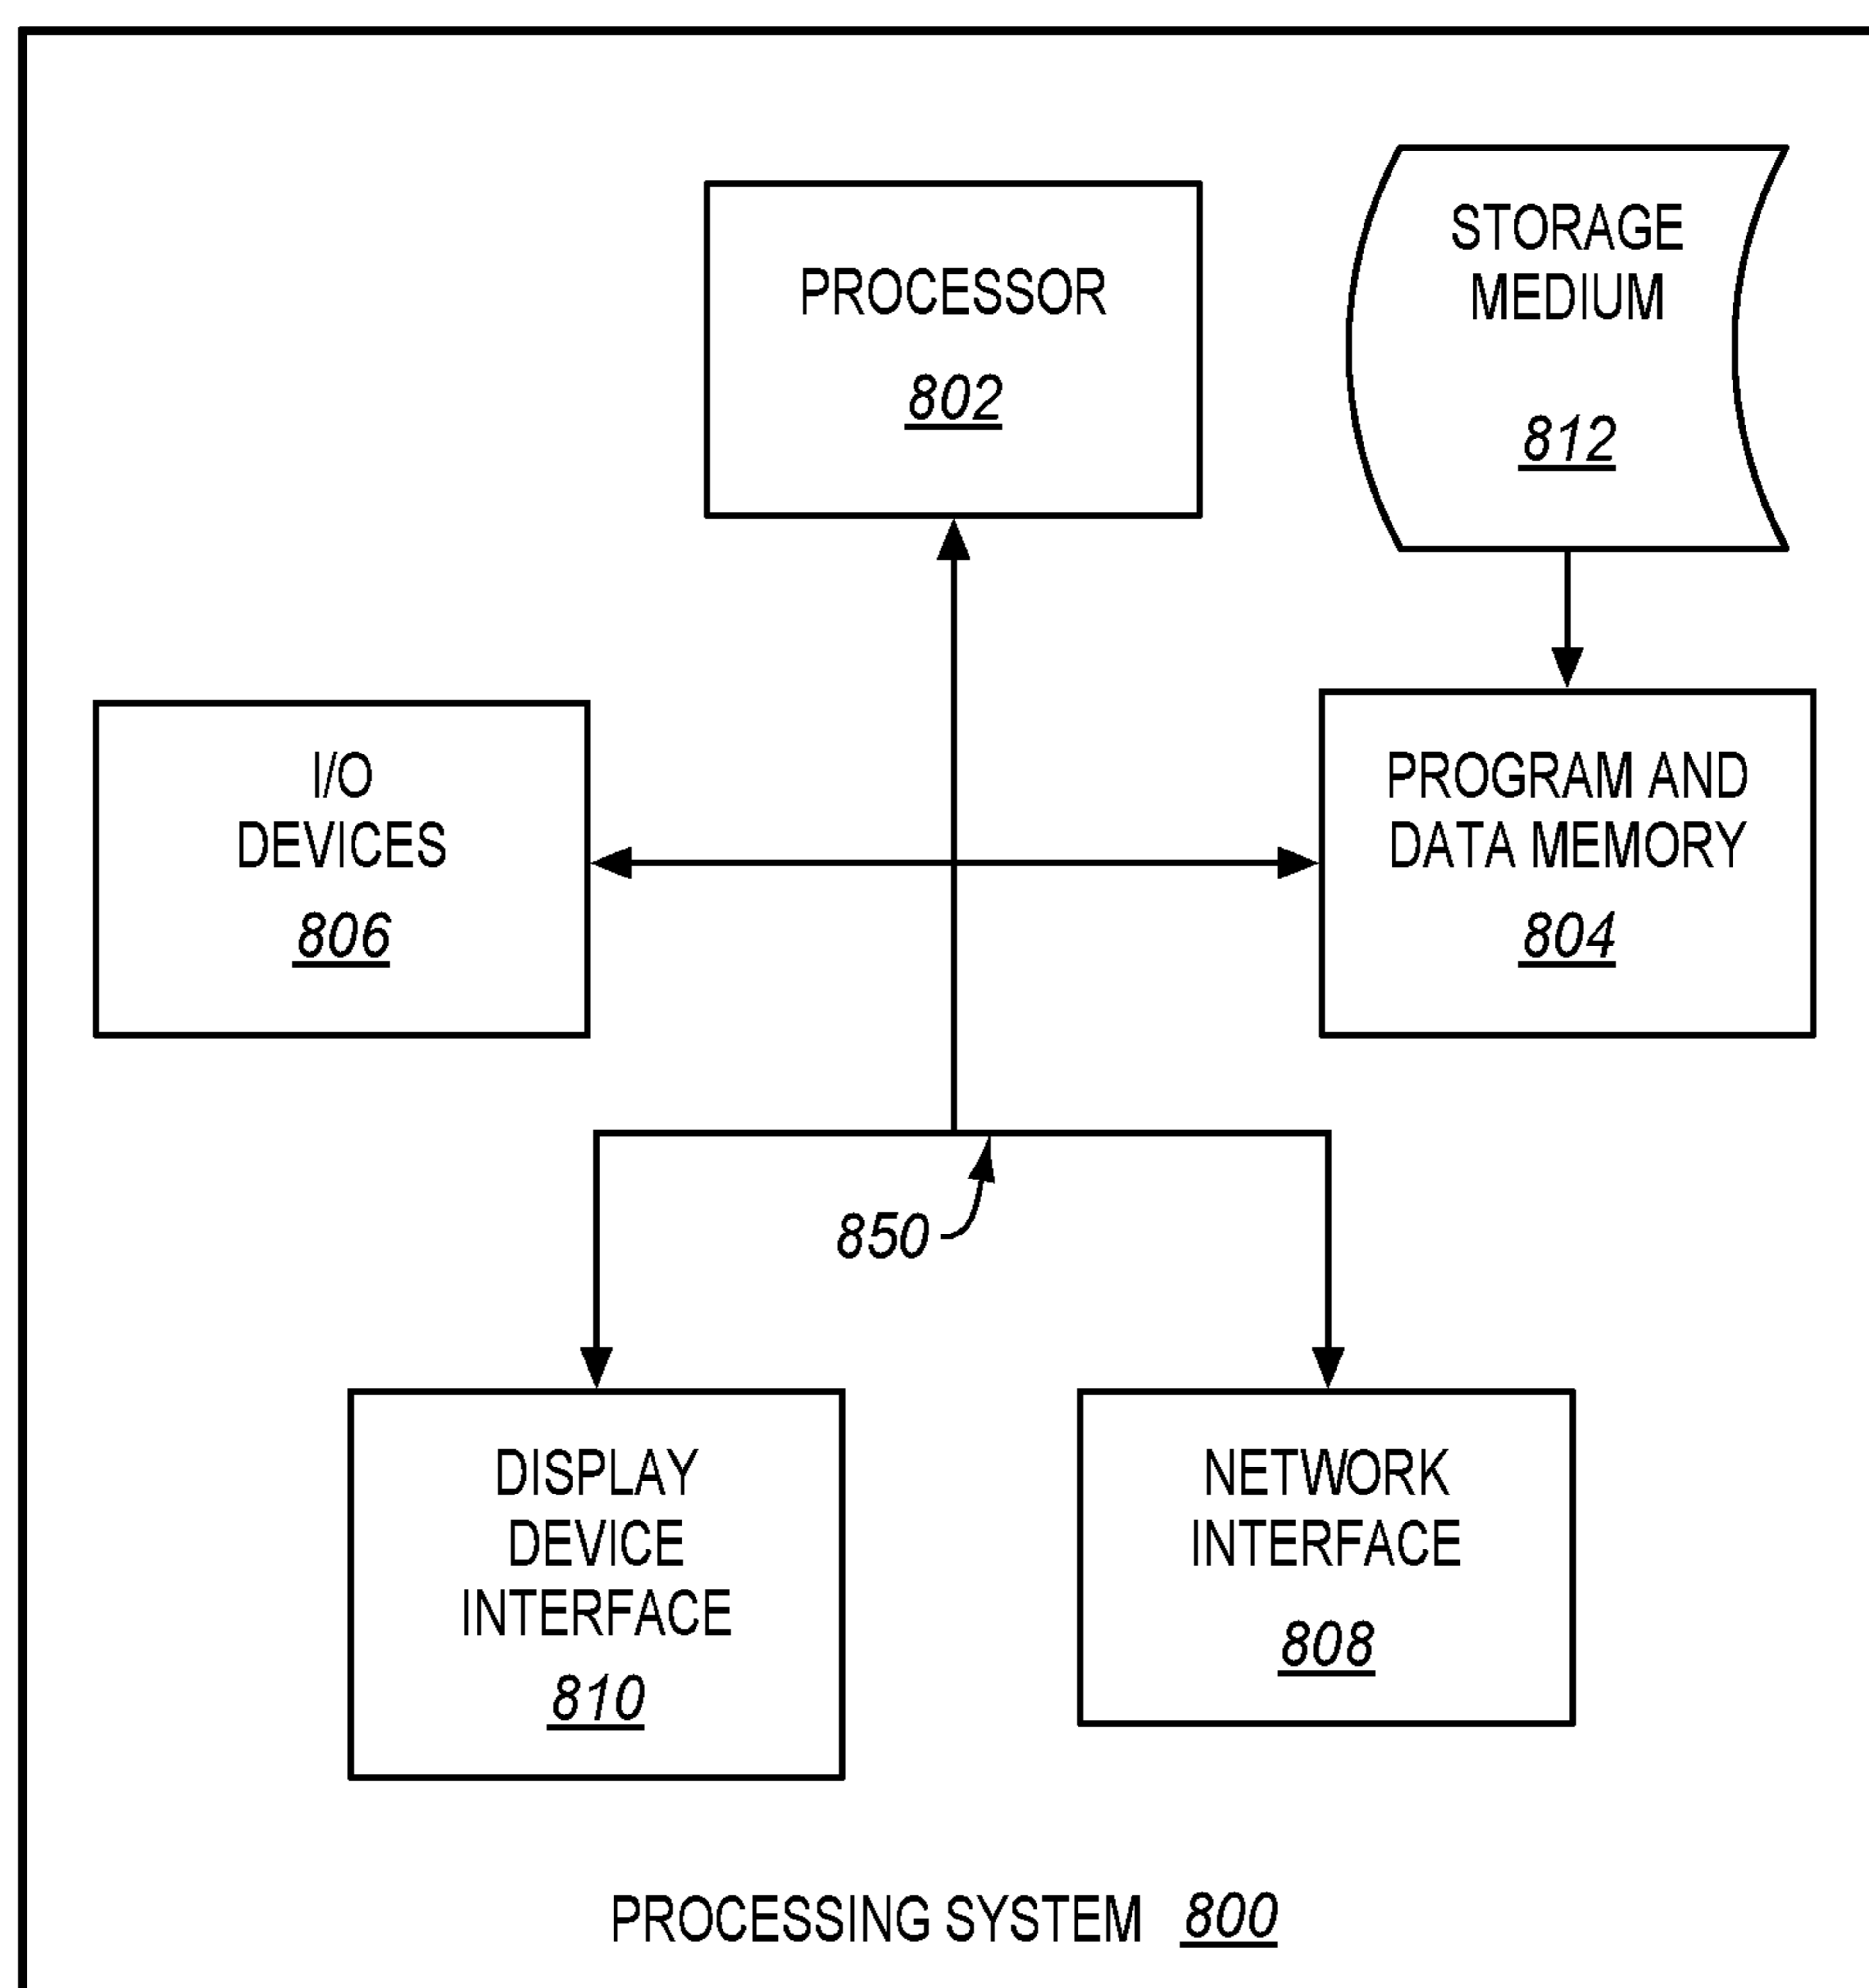 PROCESSOR
802
STORAGE
MEDIUM
812
I/O
DEVICES
806
PROGRAM AND
DATA MEMORY
804
850
DISPLAY
DEVICE
INTERFACE
810
NETWORK
INTERFACE
808
PROCESSING SYSTEM 800